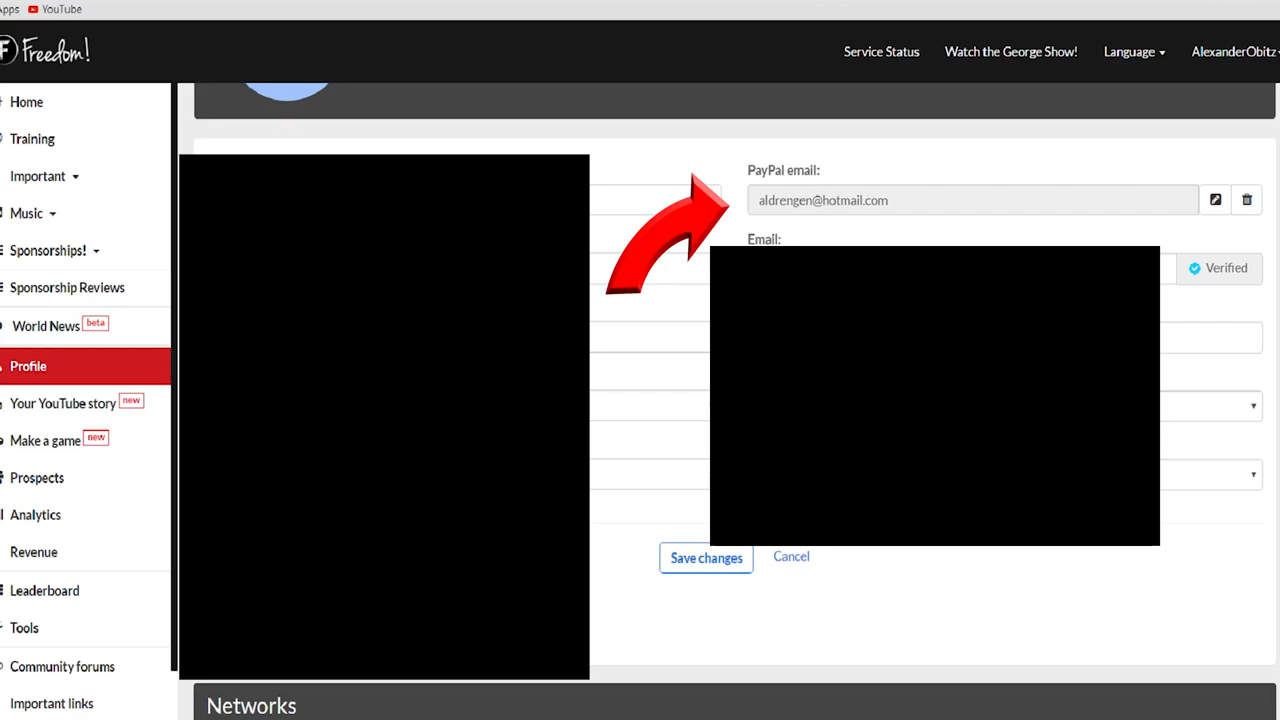 Apps YouTube
F Freedom!
Service Status Watch the George Show! Language AlexanderObitz
Home
Training
Important
Music
Sponsorships!
Sponsorship Reviews
World News beta
Profile
Your YouTube story new
Make a game new
Prospects
Analytics
Revenue
Leaderboard
Tools
Community forums
Important links
PayPal email:
aldrengen@hotmail.com
Email:
Verified
Save changes Cancel
Networks